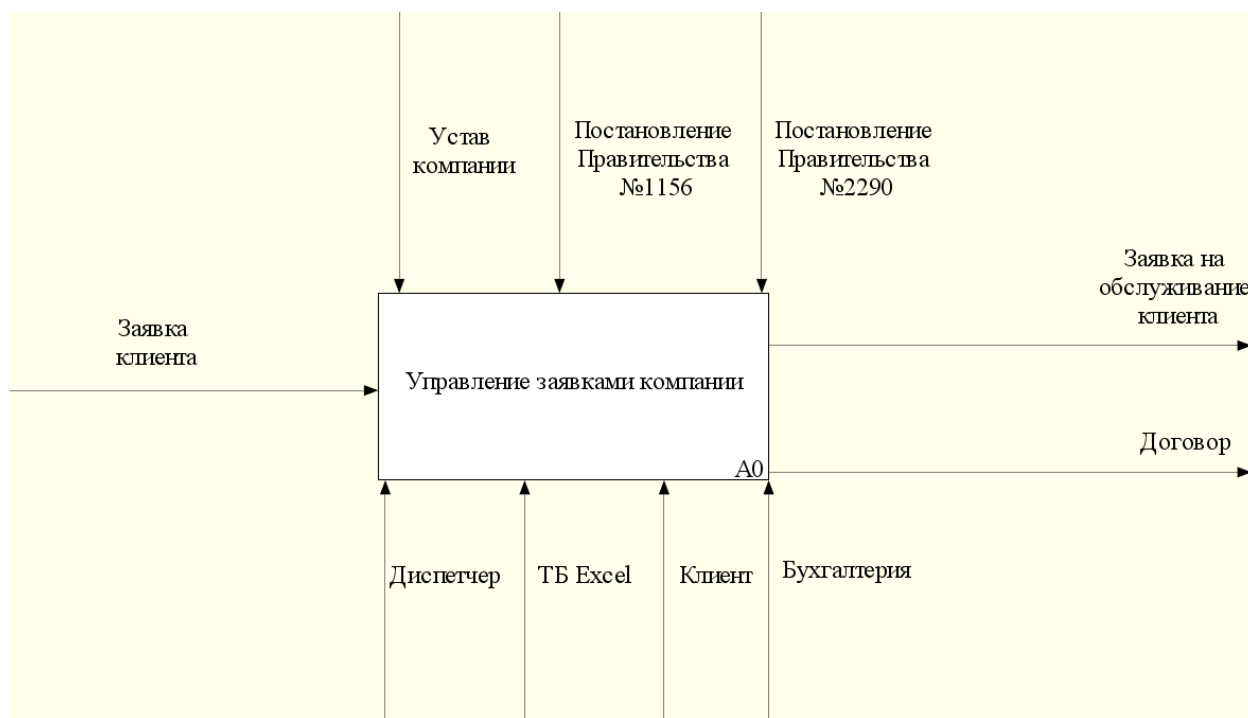 Устав
компании
Постановление
Правительства
№1156
Постановление
Правительства
№2290
Заявка на
обслуживание
клиента
Заявка
клиента
Управление заявками компании
Договор
A0
Диспетчер
ТБ Excel
Клиент
Бухгалтерия